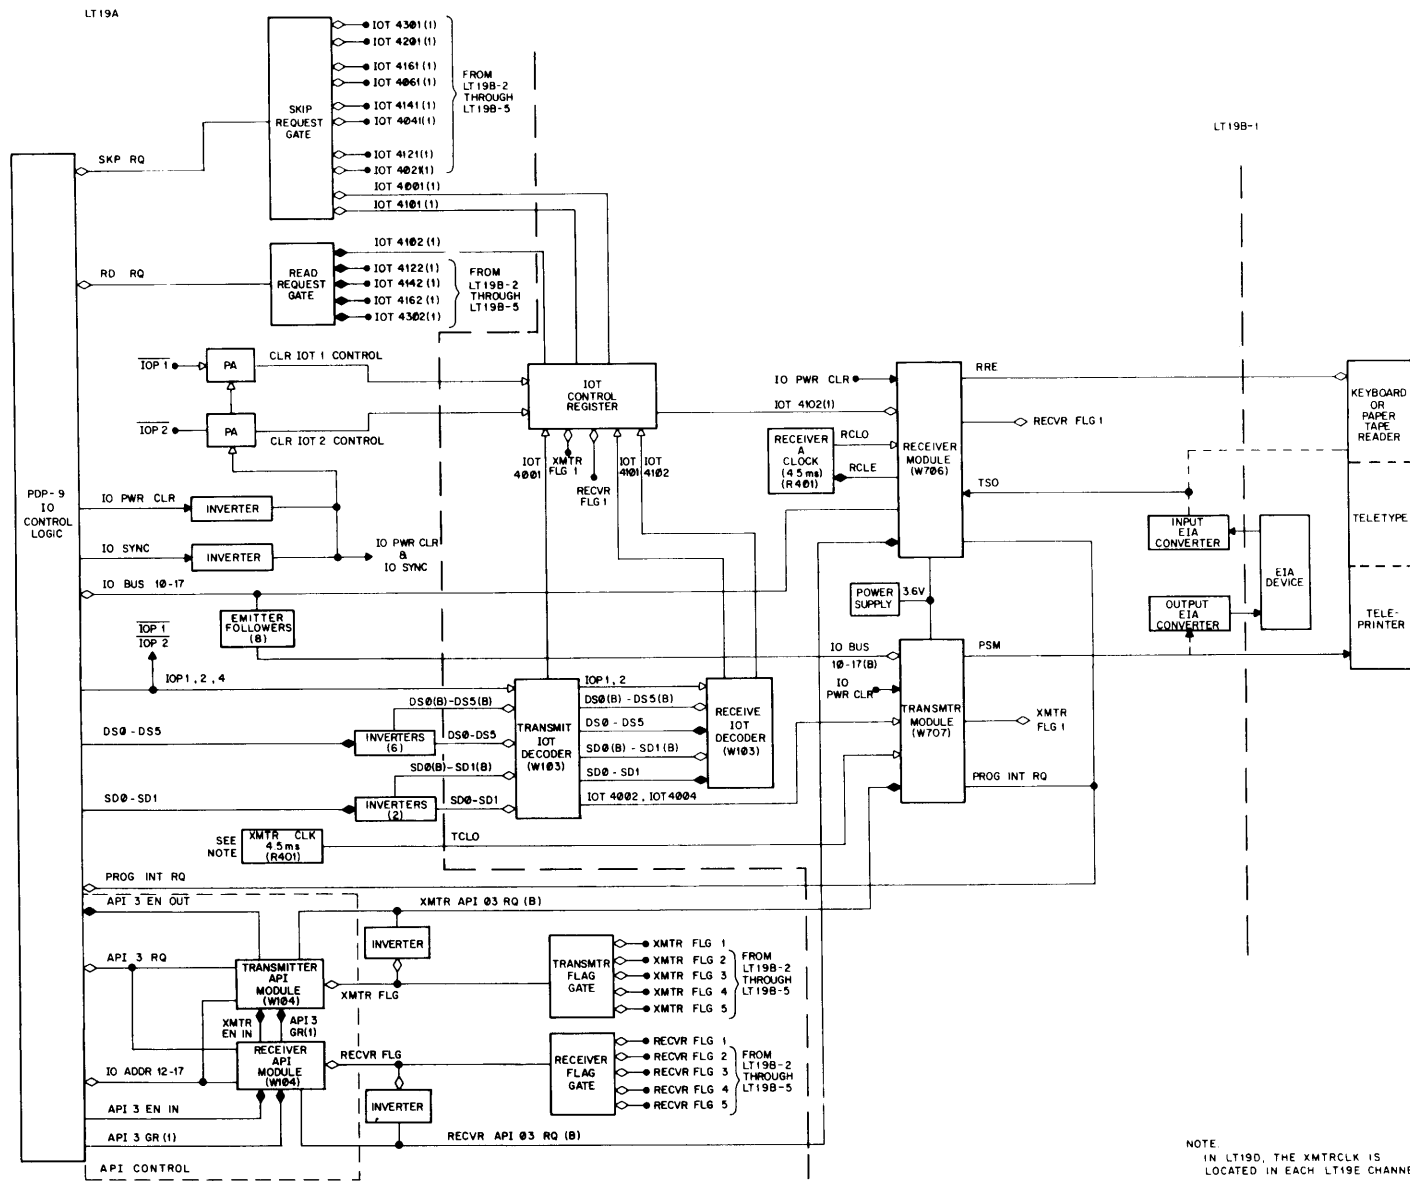 LT19A
IOT 4301(1)
IOT 4201(1)
IOT 4161(1)
IOT 4061(1)
IOT 4141(1)
IOT 4041(1)
IOT 4121(1)
IOT 4021(1)
IOT 4001(1)
IOT 4101(1)
FROM
LT19B-2
THROUGH
LT19B-5
SKIP
REQUEST
GATE
LT19B-1
SKP RQ
IOT 4102(1)
IOT 4122(1)
IOT 4142(1)
IOT 4162(1)
IOT 4302(1)
FROM
LT19B-2
THROUGH
LT19B-5
READ
REQUEST
GATE
RD RQ
IOP 1
PA
CLR IOT 1 CONTROL
IOP 2
PA
CLR IOT 2 CONTROL
IOT
CONTROL
REGISTER
IO PWR CLR
IOT 4102(1)
RECEIVER
A
CLOCK
(4.5ms)
(R401)
RCLO
RCLE
RECEIVER
MODULE
(W706)
RRE
RECVR FLG 1
TSO
KEYBOARD
OR
PAPER
TAPE
READER
TELETYPE
TELE-
PRINTER
IOT
4001
XMTR
FLG 1
RECVR
FLG 1
IOT
4101
IOT
4102
PDP-9
IO
CONTROL
LOGIC
IO PWR CLR
INVERTER
IO SYNC
INVERTER
IO PWR CLR
&
IO SYNC
INPUT
EIA
CONVERTER
EIA
DEVICE
OUTPUT
EIA
CONVERTER
IO BUS 10-17
EMITTER
FOLLOWERS
(8)
POWER
SUPPLY
3.6V
IOP 1
IOP 2
IO BUS
10-17(B)
IO
PWR CLR
PSM
TRANSMTR
MODULE
(W707)
XMTR
FLG 1
PROG INT RQ
IOP1, 2, 4
DS0-DS5
INVERTERS
(6)
DS0(B)-DS5(B)
DS0-DS5
SD0(B)-SD1(B)
SD0-SD1
INVERTERS
(2)
SD0-SD1
TRANSMIT
IOT
DECODER
(W103)
IOP1, 2
DS0(B)-DS5(B)
DS0-DS5
SD0(B)-SD1(B)
SD0-SD1
IOT 4002, IOT4004
RECEIVE
IOT
DECODER
(W103)
SEE
NOTE
XMTR CLK
4.5ms
(R401)
TCLO
PROG INT RQ
API 3 EN OUT
XMTR API 03 RQ (B)
INVERTER
API 3 RQ
TRANSMITTER
API
MODULE
(W104)
XMTR FLG
TRANSMTR
FLAG
GATE
XMTR FLG 1
XMTR FLG 2
XMTR FLG 3
XMTR FLG 4
XMTR FLG 5
FROM
LT19B-2
THROUGH
LT19B-5
XMTR
EN IN
API 3
GR(1)
RECEIVER
API
MODULE
(W104)
RECVR FLG
RECEIVER
FLAG
GATE
RECVR FLG 1
RECVR FLG 2
RECVR FLG 3
RECVR FLG 4
RECVR FLG 5
FROM
LT19B-2
THROUGH
LT19B-5
IO ADDR 12-17
INVERTER
API 3 EN IN
API 3 GR(1)
RECVR API 03 RQ (B)
API CONTROL
NOTE.
IN LT19D, THE XMTRCLK IS
LOCATED IN EACH LT19E CHANNE